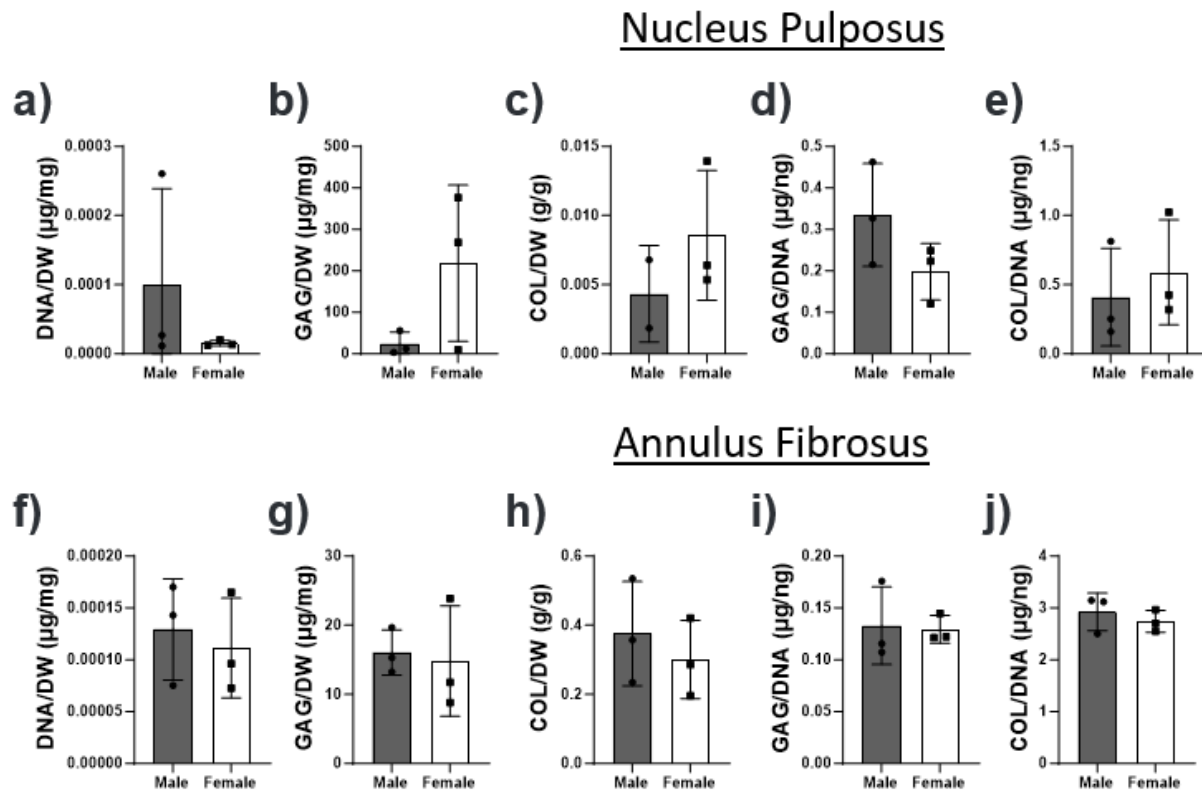 Nucleus Pulposus
a)
b)
c)
d)
e)
DNA/DW (µg/mg)
0.0003
0.0002
0.0001
0.0000
Male Female
GAG/DW (µg/mg)
500
400
300
200
100
0
Male Female
COL/DW (g/g)
0.015
0.010
0.005
0.000
Male Female
GAG/DNA (µg/ng)
0.5
0.4
0.3
0.2
0.1
0.0
Male Female
COL/DNA (µg/ng)
1.5
1.0
0.5
0.0
Male Female
Annulus Fibrosus
f)
g)
h)
i)
j)
DNA/DW (µg/mg)
0.00020
0.00015
0.00010
0.00005
0.00000
Male Female
GAG/DW (µg/mg)
30
20
10
0
Male Female
COL/DW (g/g)
0.6
0.4
0.2
0.0
Male Female
GAG/DNA (µg/ng)
0.20
0.15
0.10
0.05
0.00
Male Female
COL/DNA (µg/ng)
4
3
2
1
0
Male Female